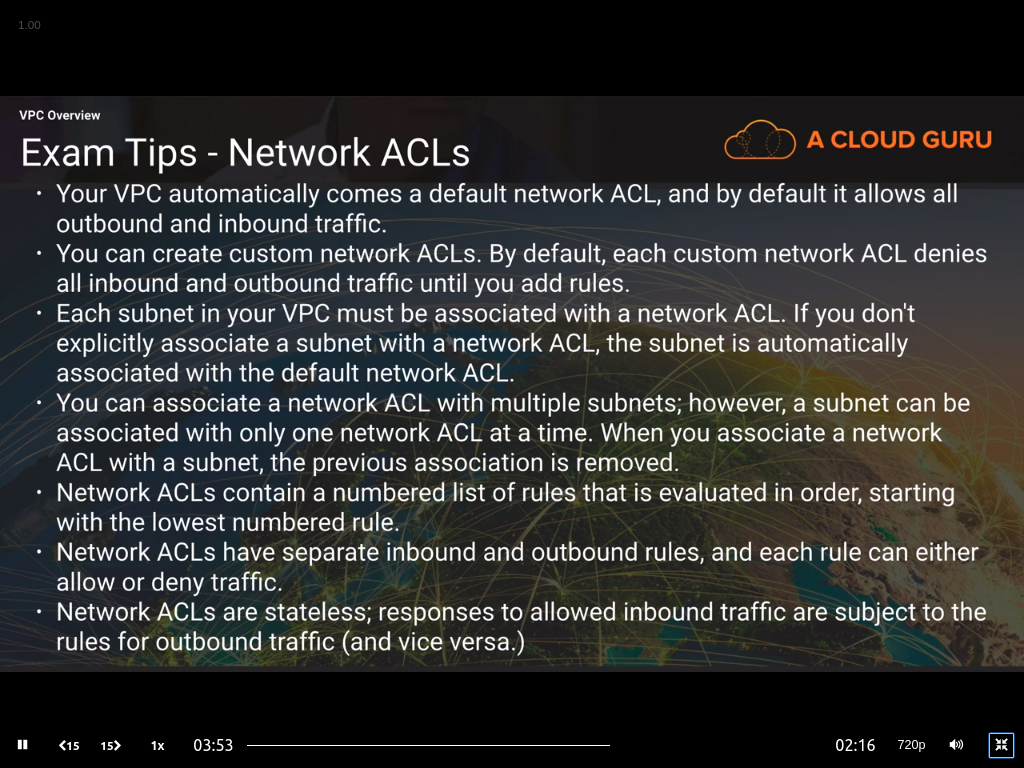 1.00
VPC Overview
Exam Tips - Network ACLs
A CLOUD GURU
• Your VPC automatically comes a default network ACL, and by default it allows all
outbound and inbound traffic.
• You can create custom network ACLs. By default, each custom network ACL denies
all inbound and outbound traffic until you add rules.
• Each subnet in your VPC must be associated with a network ACL. If you don't
explicitly associate a subnet with a network ACL, the subnet is automatically
associated with the default network ACL.
• You can associate a network ACL with multiple subnets; however, a subnet can be
associated with only one network ACL at a time. When you associate a network
ACL with a subnet, the previous association is removed.
• Network ACLs contain a numbered list of rules that is evaluated in order, starting
with the lowest numbered rule.
• Network ACLs have separate inbound and outbound rules, and each rule can either
allow or deny traffic.
• Network ACLs are stateless; responses to allowed inbound traffic are subject to the
rules for outbound traffic (and vice versa.)
15 15 1x 03:53 02:16 720p